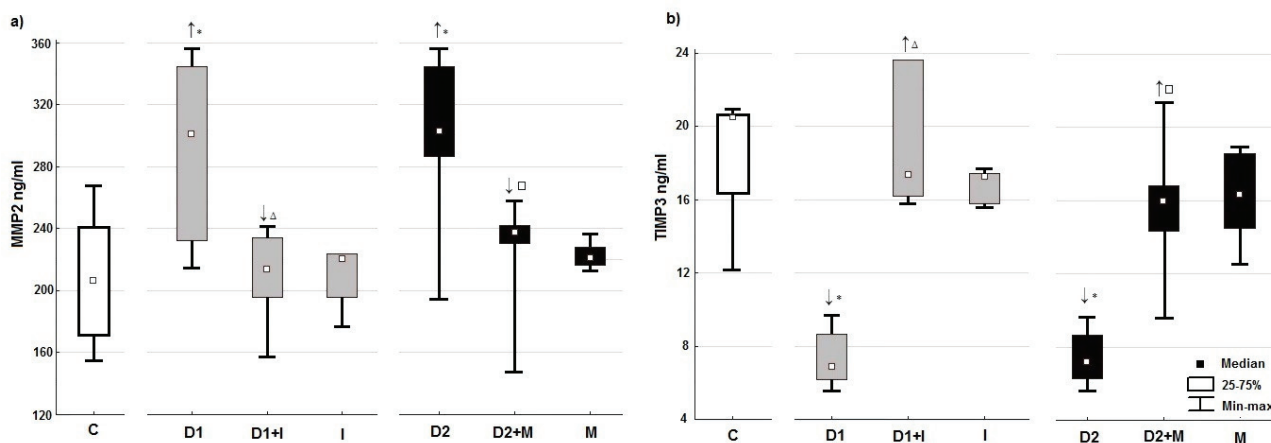 a)
MMP2 ng/ml
360
320
280
240
200
160
120
↑*
↓Δ
↑*
↓□
C D1 D1+I I D2 D2+M M
b)
TIMP3 ng/ml
24
20
16
12
8
4
↓*
↑Δ
↓*
↑□
Median
25-75%
Min-max
C D1 D1+I I D2 D2+M M